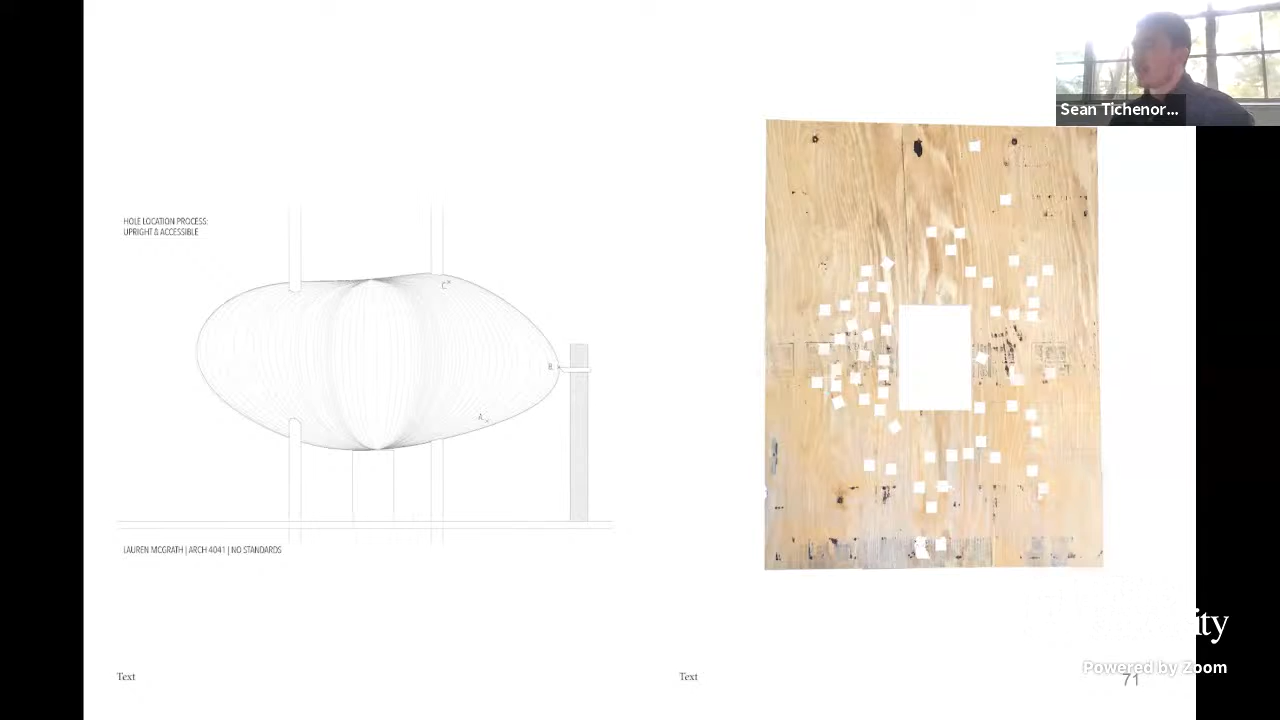 Sean Tichenor...
HOLE LOCATION PROCESS:
UPRIGHT & ACCESSIBLE
C
B
A
LAUREN MCGRATH | ARCH 4041 | NO STANDARDS
ity
Powered by Zoom
Text
Text
71